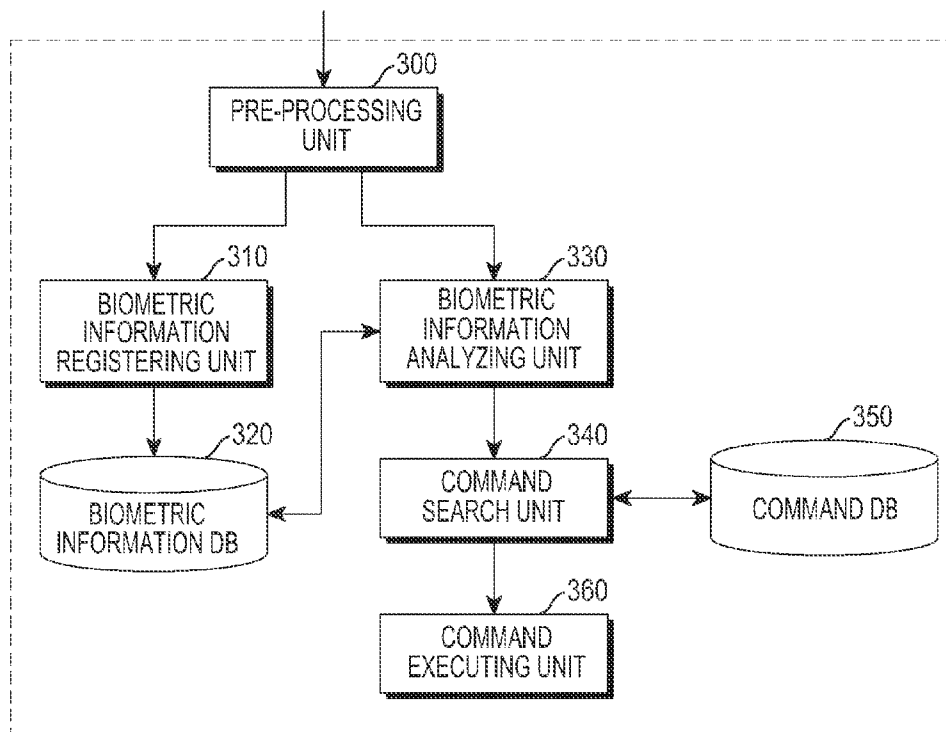 300
PRE-PROCESSING
UNIT
310
BIOMETRIC
INFORMATION
REGISTERING UNIT
330
BIOMETRIC
INFORMATION
ANALYZING UNIT
320
BIOMETRIC
INFORMATION DB
340
COMMAND
SEARCH UNIT
350
COMMAND DB
360
COMMAND
EXECUTING UNIT